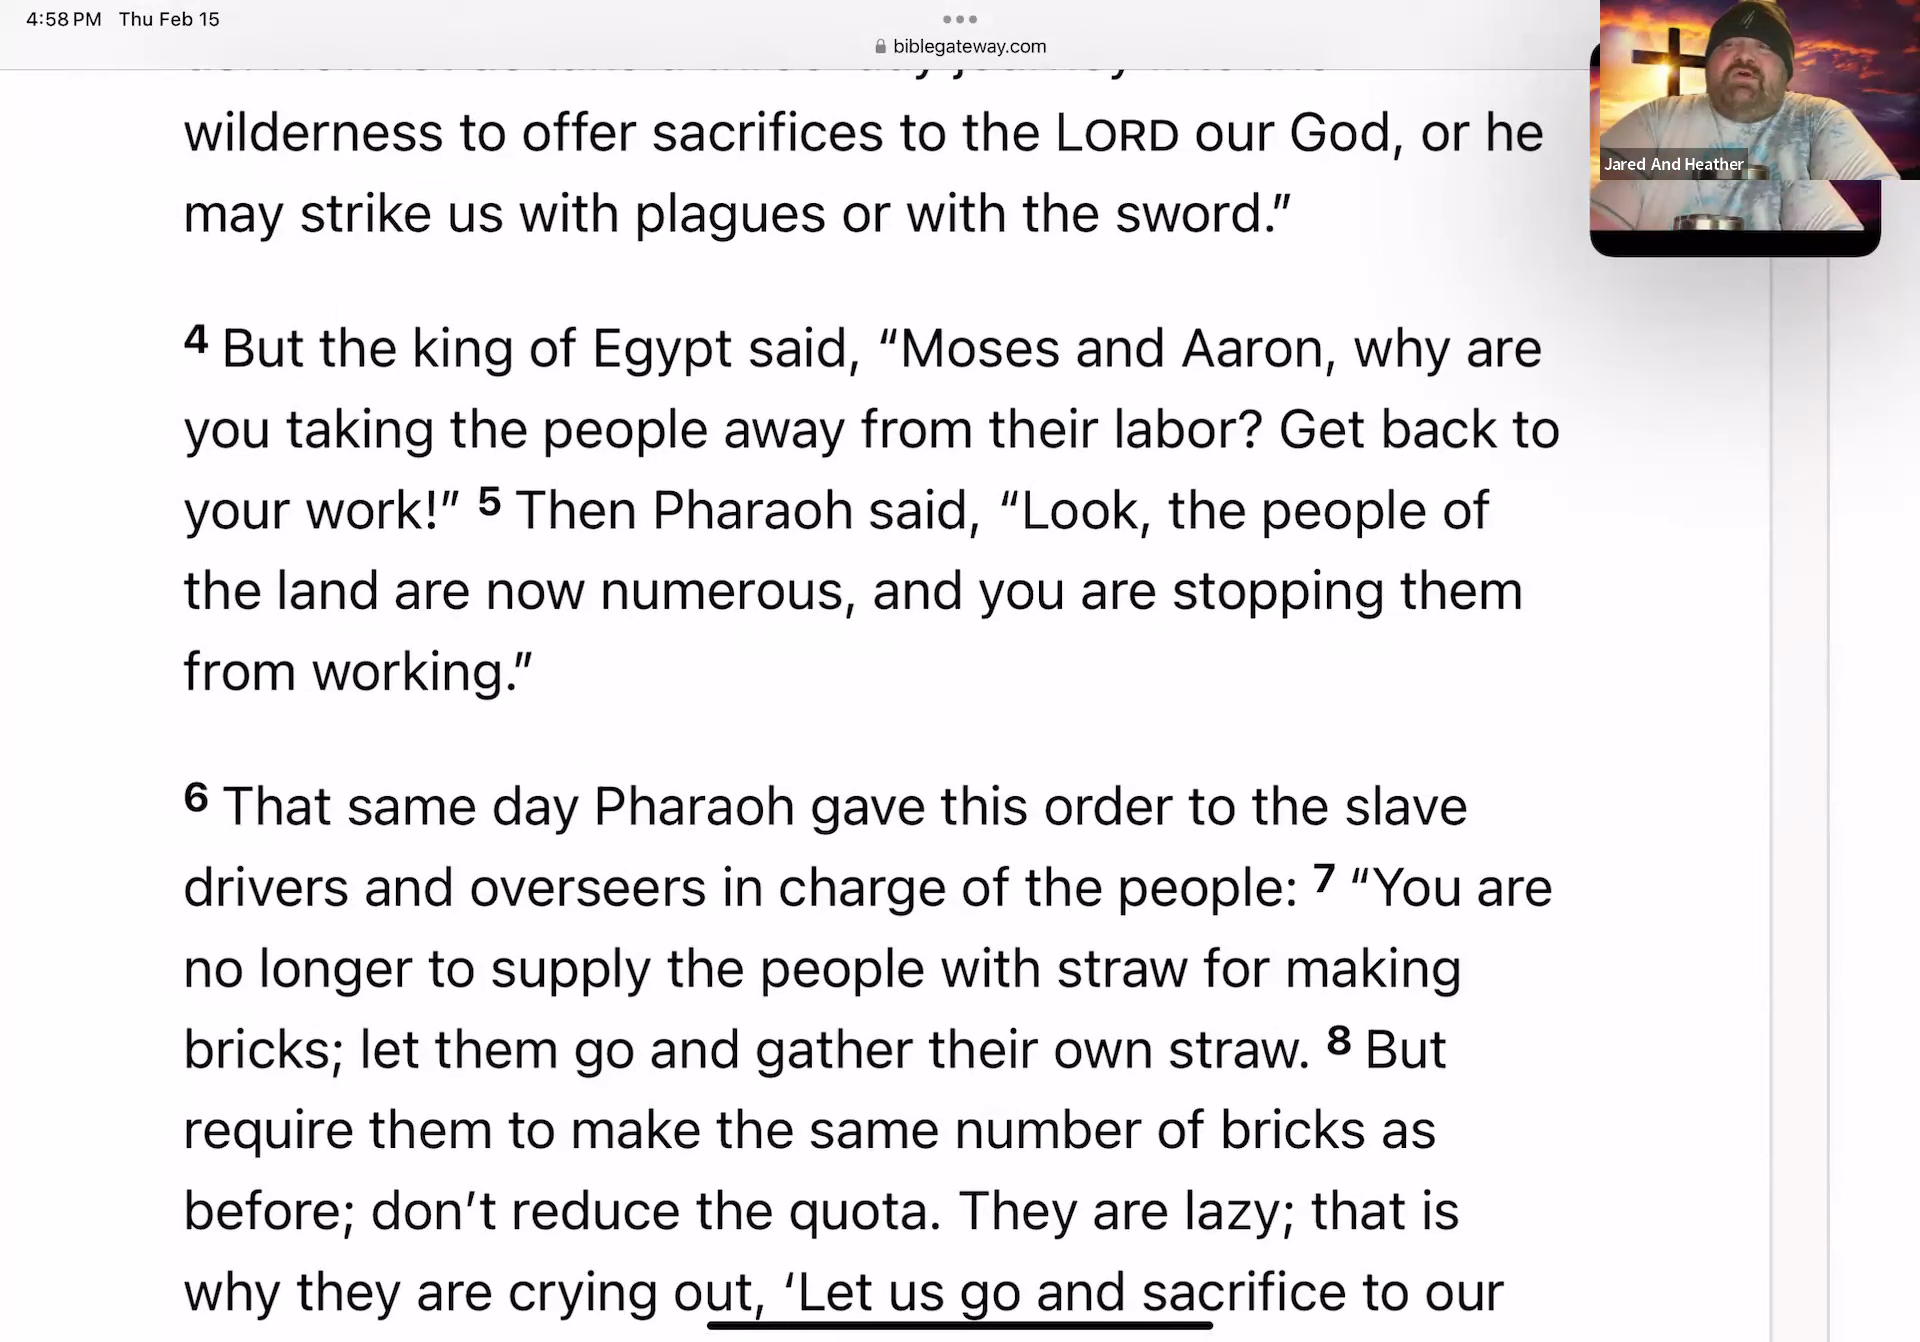 4:58 PM Thu Feb 15
biblegateway.com
Jared And Heather
wilderness to offer sacrifices to the LORD our God, or he
may strike us with plagues or with the sword.”
4 But the king of Egypt said, “Moses and Aaron, why are
you taking the people away from their labor? Get back to
your work!” 5 Then Pharaoh said, “Look, the people of
the land are now numerous, and you are stopping them
from working.”
6 That same day Pharaoh gave this order to the slave
drivers and overseers in charge of the people: 7 “You are
no longer to supply the people with straw for making
bricks; let them go and gather their own straw. 8 But
require them to make the same number of bricks as
before; don’t reduce the quota. They are lazy; that is
why they are crying out, ‘Let us go and sacrifice to our